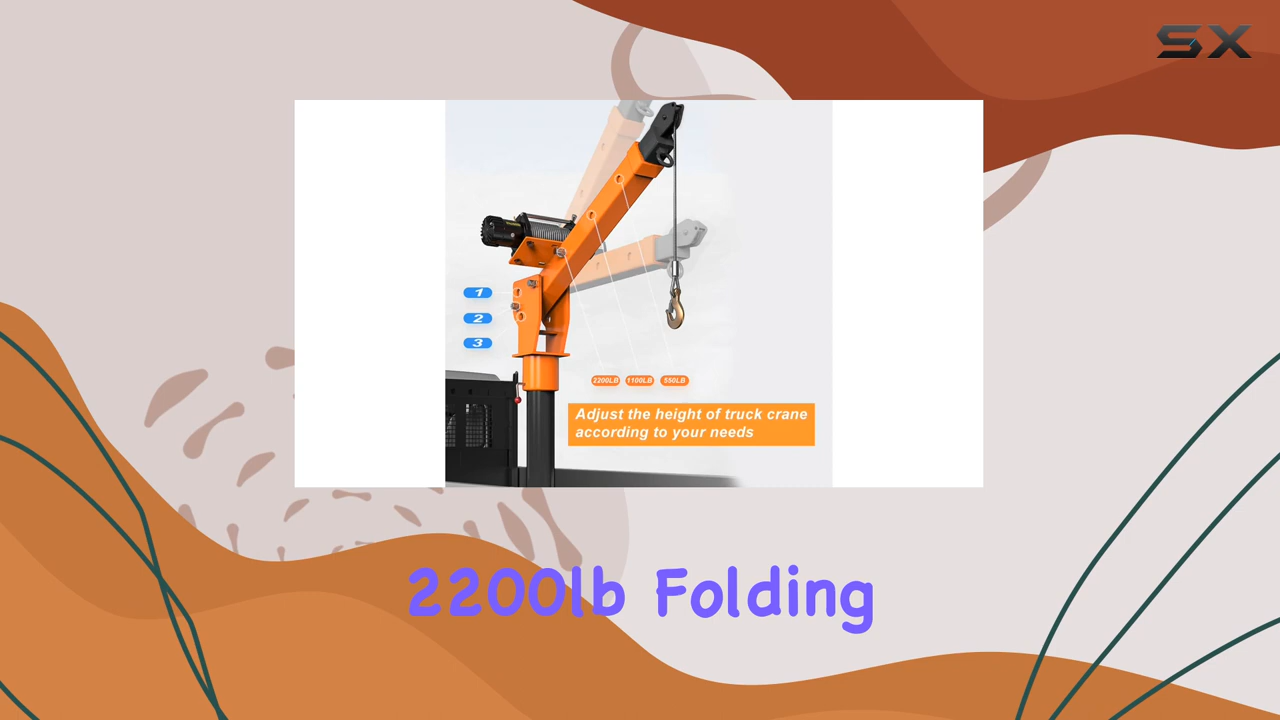 SX
1
2
3
2200LB 1100LB 550LB
Adjust the height of truck crane
according to your needs
2200lb Folding